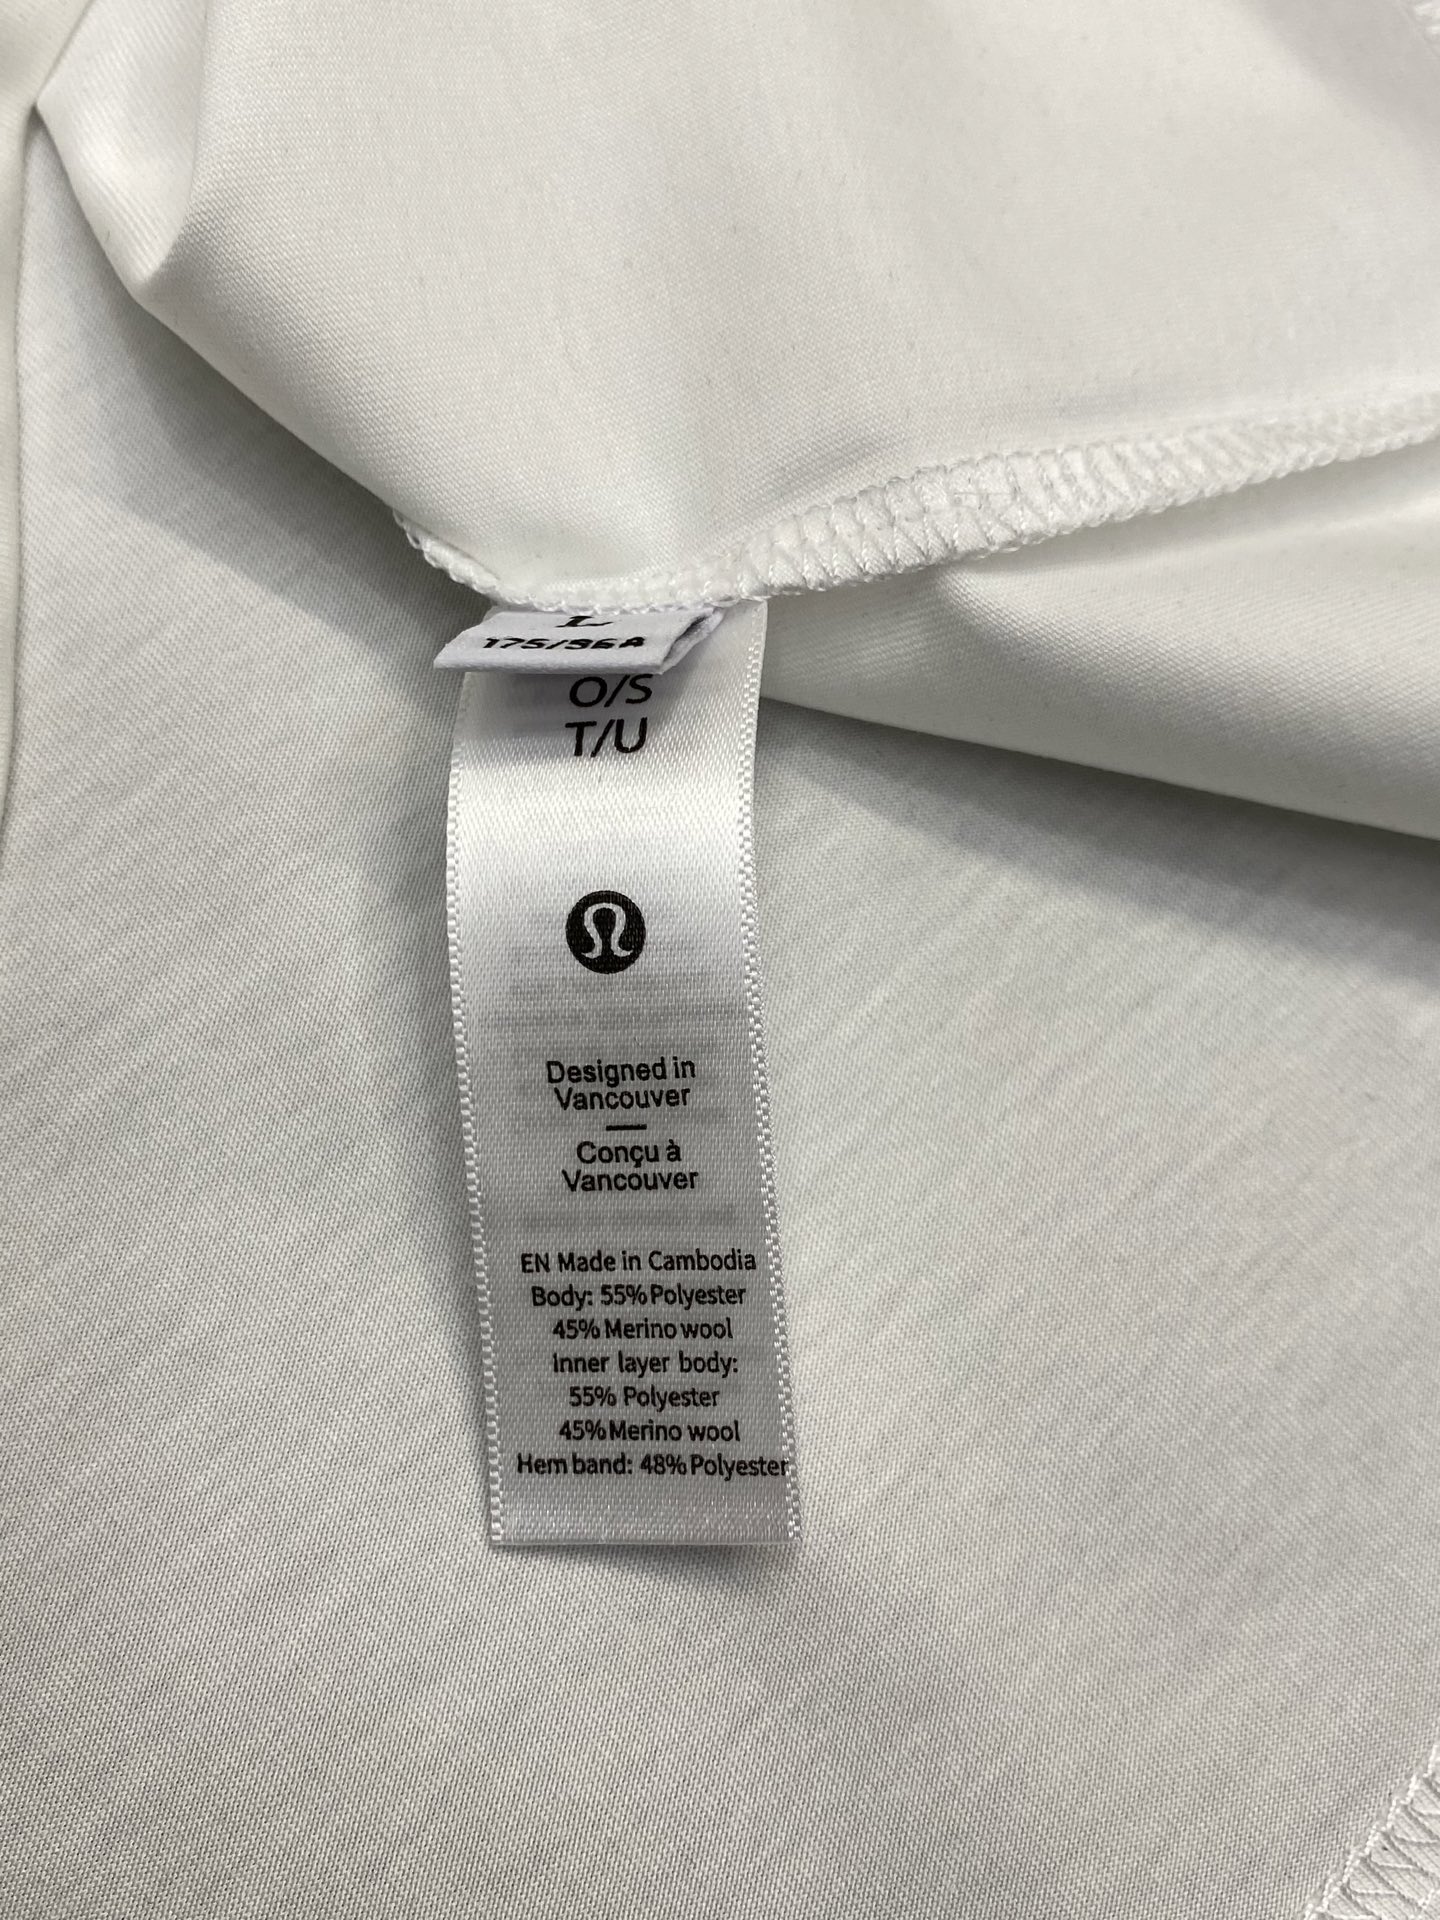 L
175/96A
O/S
T/U
Designed in
Vancouver
Conçu à
Vancouver
EN Made in Cambodia
Body: 55% Polyester
45% Merino wool
Inner layer body:
55% Polyester
45% Merino wool
Hem band: 48% Polyester